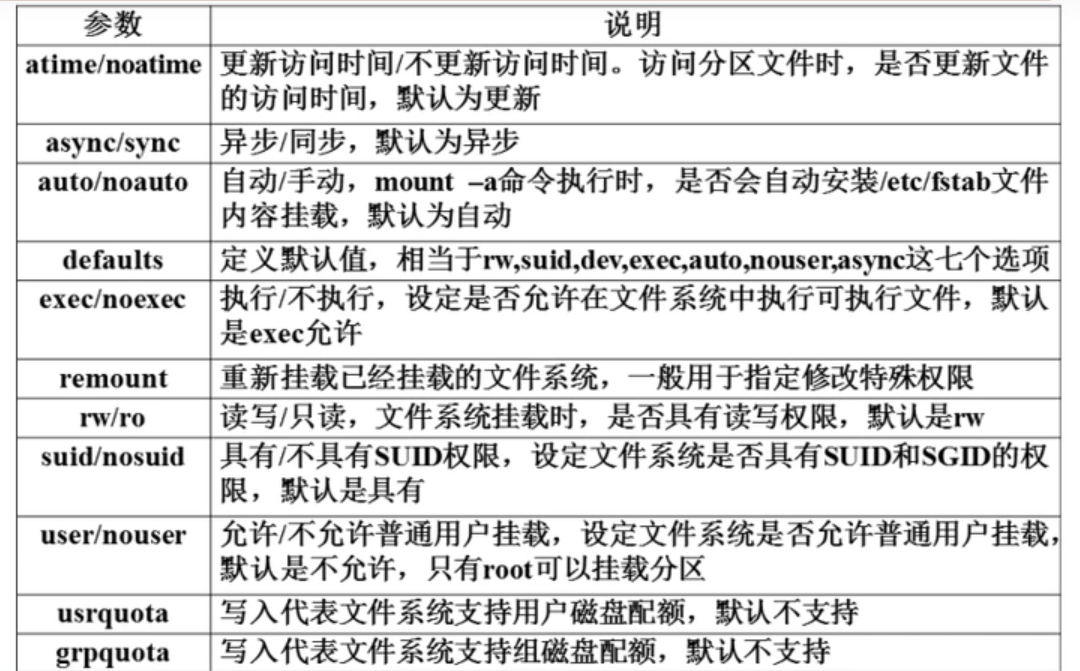 参数 说明
atime/noatime 更新访问时间/不更新访问时间。访问分区文件时，是否更新文件
的访问时间，默认为更新
async/sync 异步/同步，默认为异步
auto/noauto 自动/手动，mount –a命令执行时，是否会自动安装/etc/fstab文件
内容挂载，默认为自动
defaults 定义默认值，相当于rw,suid,dev,exec,auto,nouser,async这七个选项
exec/noexec 执行/不执行，设定是否允许在文件系统中执行可执行文件，默认
是exec允许
remount 重新挂载已经挂载的文件系统，一般用于指定修改特殊权限
rw/ro 读写/只读，文件系统挂载时，是否具有读写权限，默认是rw
suid/nosuid 具有/不具有SUID权限，设定文件系统是否具有SUID和SGID的权
限，默认是具有
user/nouser 允许/不允许普通用户挂载，设定文件系统是否允许普通用户挂载，
默认是不允许，只有root可以挂载分区
usrquota 写入代表文件系统支持用户磁盘配额，默认不支持
grpquota 写入代表文件系统支持组磁盘配额，默认不支持